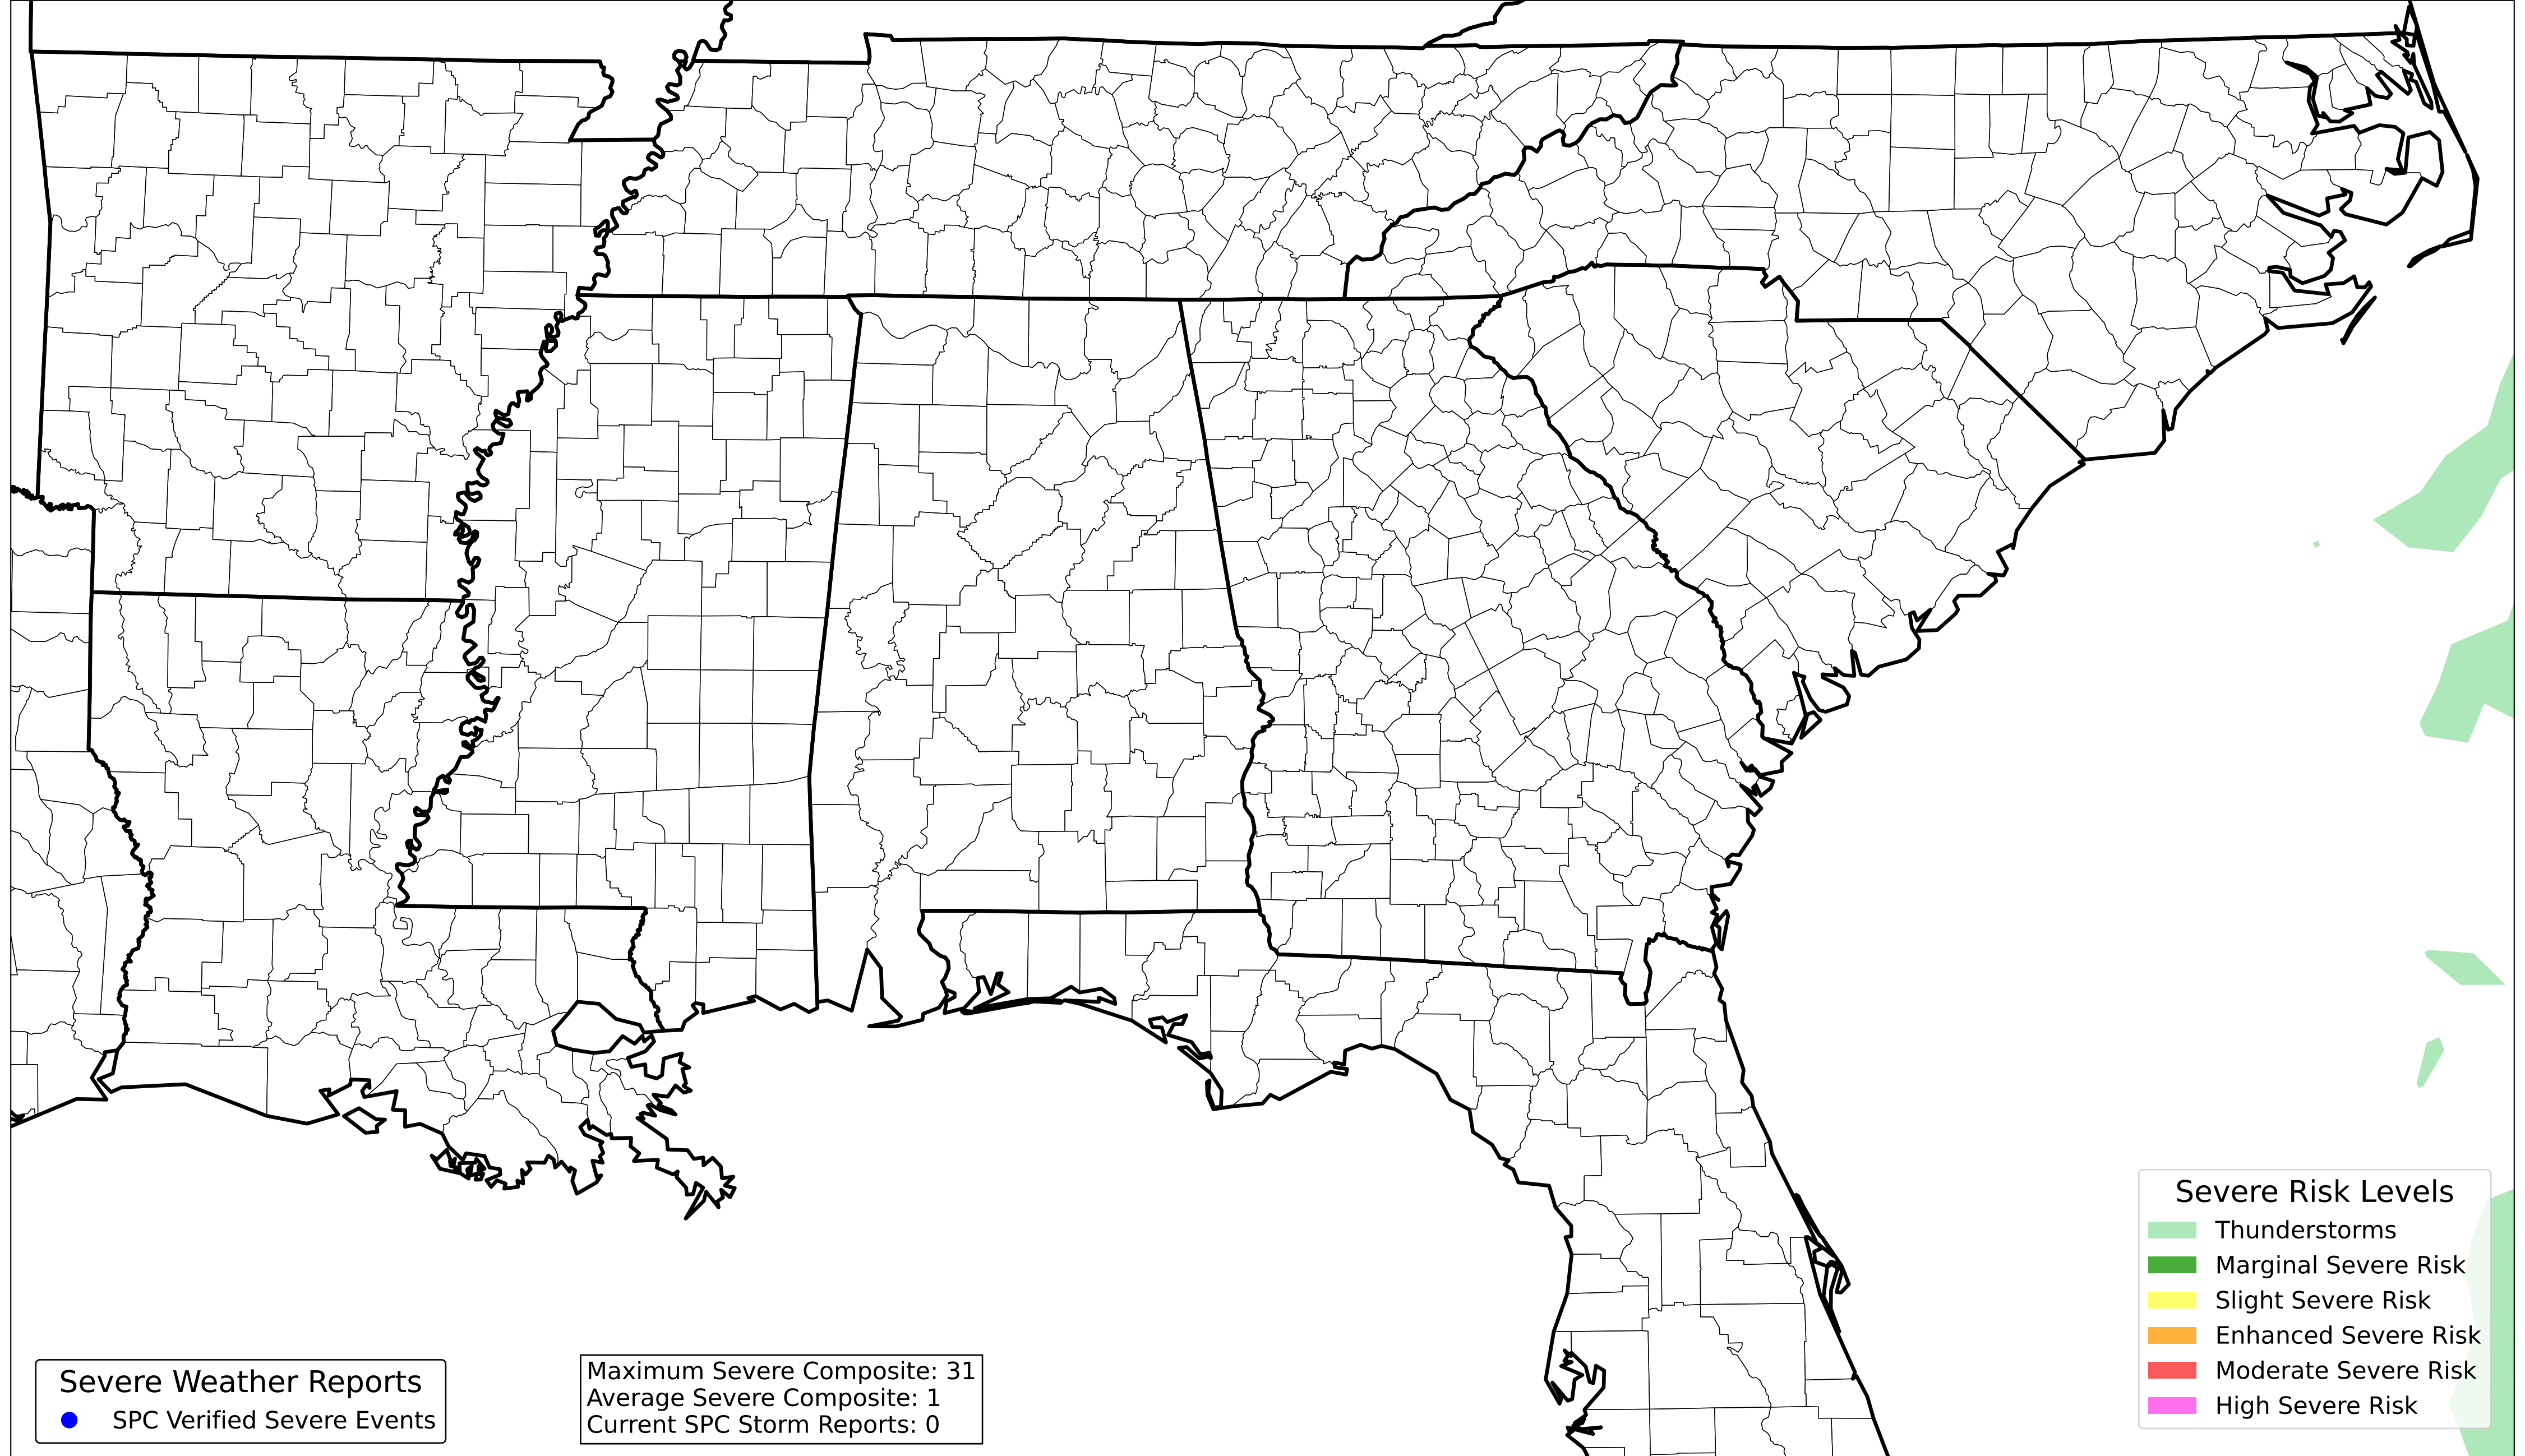 Severe Weather Reports
SPC Verified Severe Events
Maximum Severe Composite: 31
Average Severe Composite: 1
Current SPC Storm Reports: 0
Severe Risk Levels
Thunderstorms
Marginal Severe Risk
Slight Severe Risk
Enhanced Severe Risk
Moderate Severe Risk
High Severe Risk